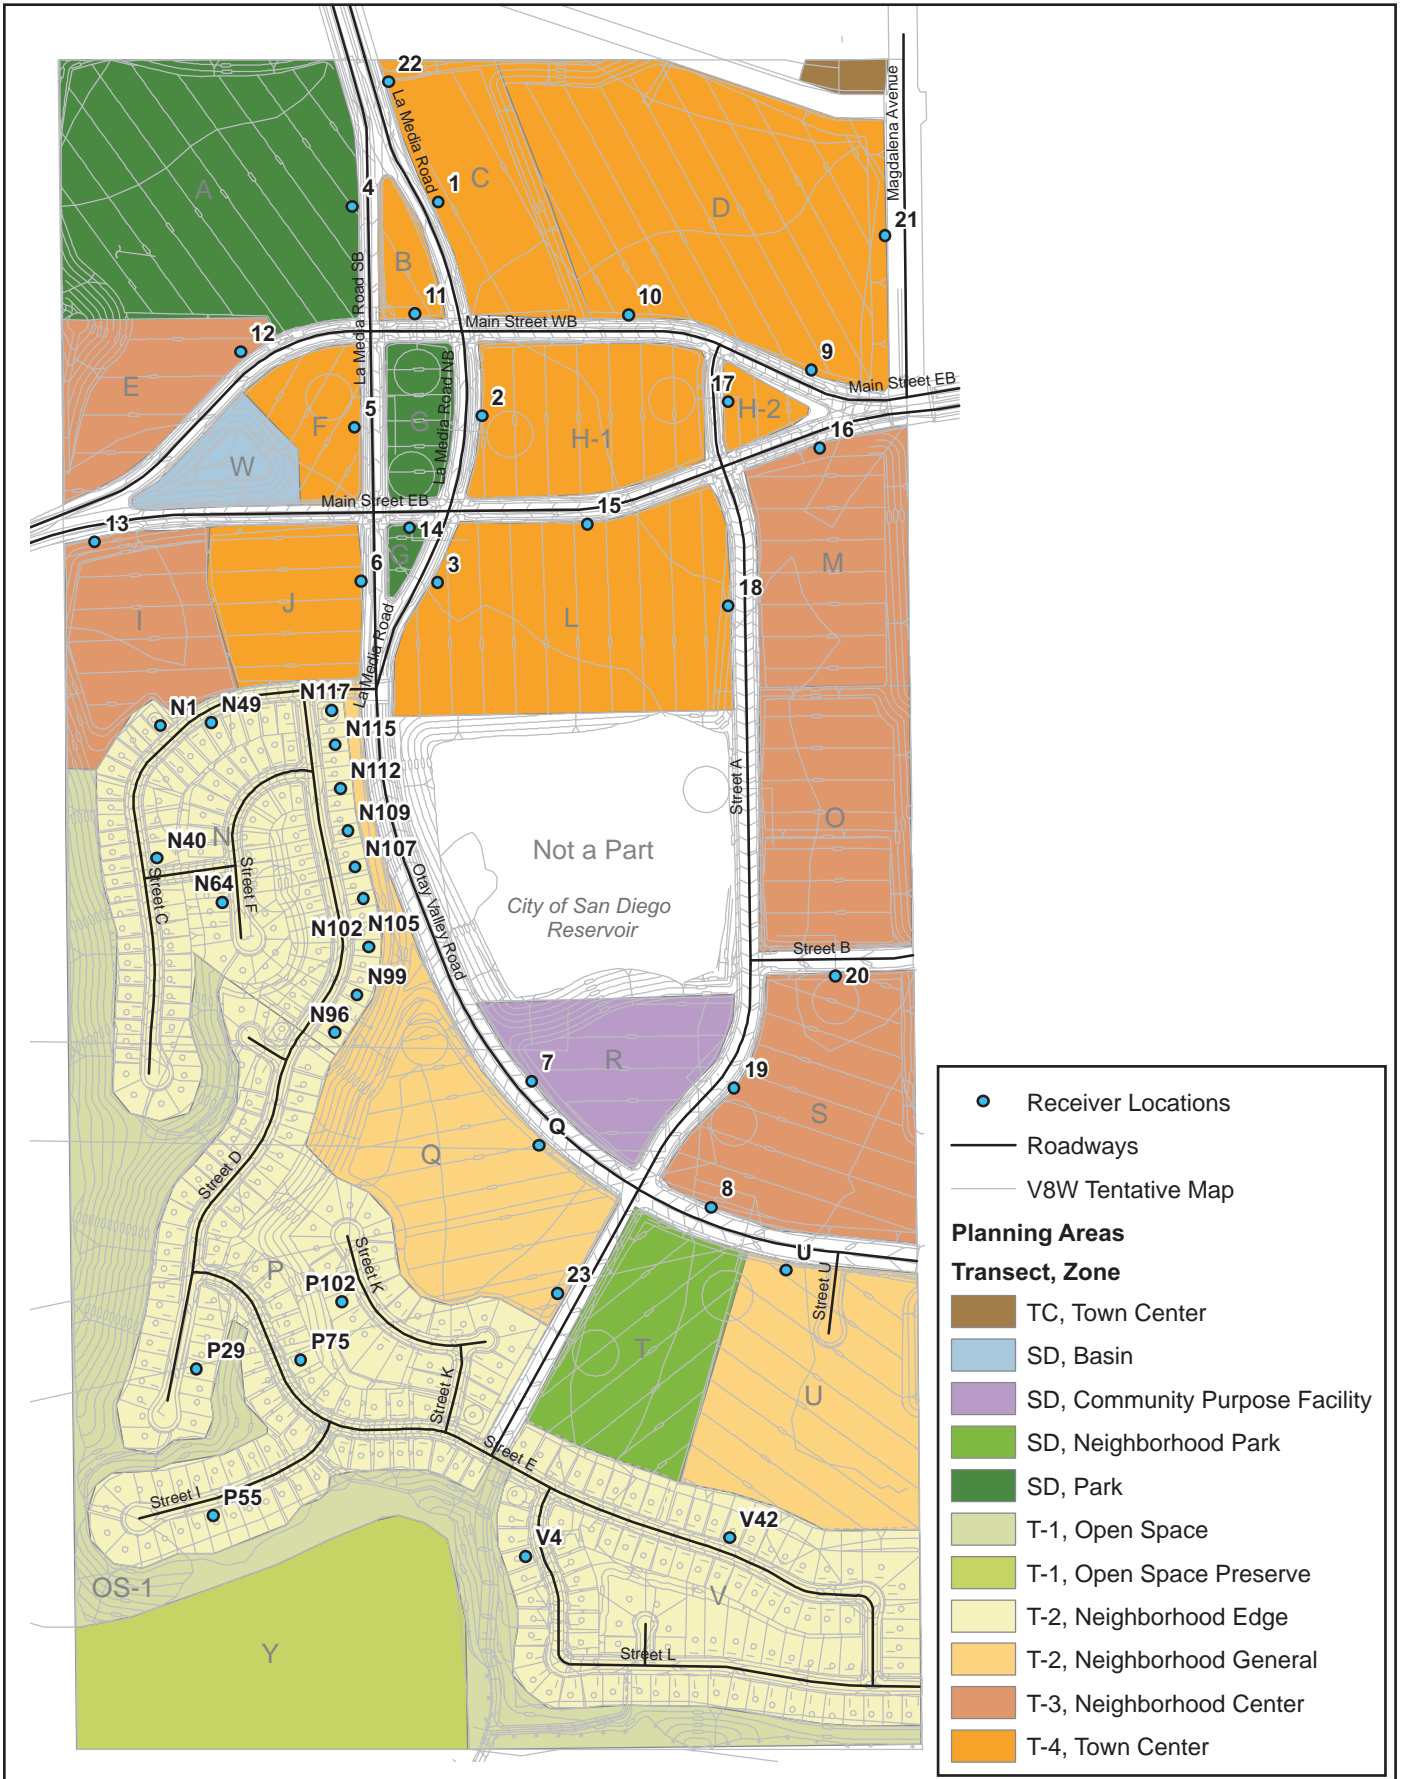 22
La Media Road
Magdalena Avenue
4
1
C
A
D
21
B
La Media Road SB
11
10
Main Street WB
12
9
E
La Media Road NB
17
Main Street EB
5
2
F
G
H-1
H-2
16
W
Main Street EB
15
13
14
G
6
3
M
J
18
I
L
La Media Road
N117
N1
N49
N115
N112
Street A
N109
O
N
Not a Part
N40
N107
Street C
Street F
N64
Otay Valley Road
City of San Diego
Reservoir
N102
N105
Street B
20
N99
N96
7
R
19
S
Q
Q
Street D
8
U
Street K
P
P102
23
Street U
T
P75
P29
Street K
U
Street E
Street I
P55
V42
V4
OS-1
V
Y
Street L
Receiver Locations
Roadways
V8W Tentative Map
Planning Areas
Transect, Zone
TC, Town Center
SD, Basin
SD, Community Purpose Facility
SD, Neighborhood Park
SD, Park
T-1, Open Space
T-1, Open Space Preserve
T-2, Neighborhood Edge
T-2, Neighborhood General
T-3, Neighborhood Center
T-4, Town Center